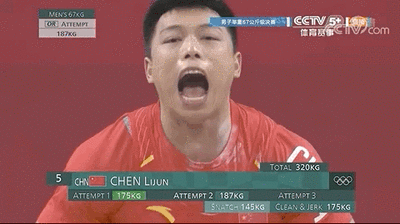 MEN'S 67KG
OR ATTEMPT
187KG
男子举重67公斤级决赛
CCTV 5+
体育赛事
CCTV.com
TOTAL 320KG
5 CHN CHEN LIJUN
ATTEMPT 1 175KG ATTEMPT 2 187KG ATTEMPT 3
SNATCH 145KG CLEAN & JERK 175KG